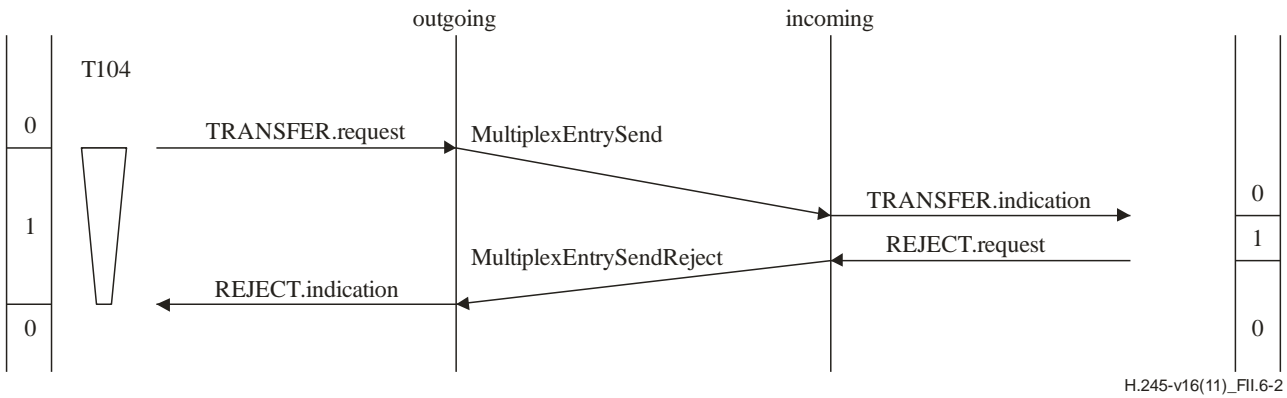 outgoing incoming
T104
0 TRANSFER.request MultiplexEntrySend
TRANSFER.indication 0
1 REJECT.request 1
MultiplexEntrySendReject
REJECT.indication
0 0
H.245-v16(11)_FII.6-2